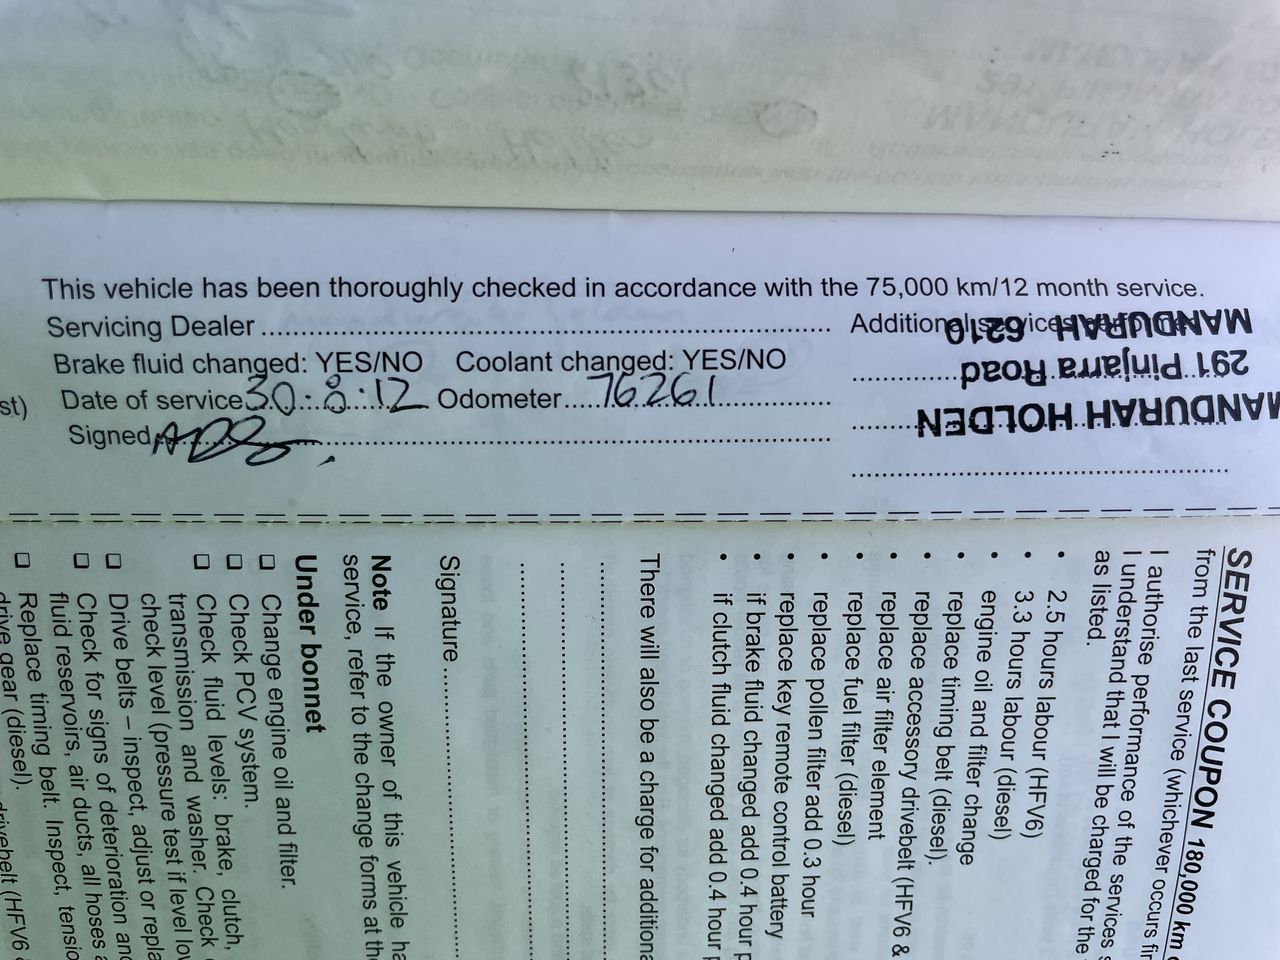 This vehicle has been thoroughly checked in accordance with the 75,000 km/12 month service.
Servicing Dealer
Brake fluid changed: YES/NO Coolant changed: YES/NO
Date of service 30.8.12 Odometer 76261
Signed
st)
Additional services
MANDURAH HOLDEN
291 Pinjarra Road
MANDURAH 6210
SERVICE COUPON 180,000 km
from the last service (whichever occurs
I authorise performance of the services
I understand that I will be charged for the
as listed.
• 2.5 hours labour (HFV6)
• 3.3 hours labour (diesel)
• engine oil and filter change
• replace timing belt (diesel).
• replace accessory drivebelt (HFV6 &
• replace air filter element
• replace fuel filter (diesel)
• replace pollen filter add 0.3 hour
• replace key remote control battery
• if brake fluid changed add 0.4 hour
• if clutch fluid changed add 0.4 hour
There will also be a charge for additiona
Signature
Note If the owner of this vehicle ha
service, refer to the change forms at th
Under bonnet
☐ Change engine oil and filter.
☐ Check PCV system.
☐ Check fluid levels: brake, clutch,
transmission and washer. Check
check level (pressure test if level lo
☐ Drive belts – inspect, adjust or repla
☐ Check for signs of deterioration and
fluid reservoirs, air ducts, all hoses
☐ Replace timing belt. Inspect, tensio
drive gear (diesel).
drivebelt (HFV6